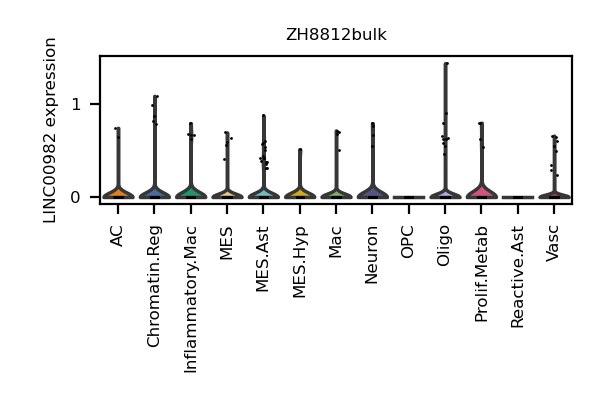 ZH8812bulk
LINC00982 expression
1
0
AC
Chromatin.Reg
Inflammatory.Mac
MES
MES.Ast
MES.Hyp
Mac
Neuron
OPC
Oligo
Prolif.Metab
Reactive.Ast
Vasc